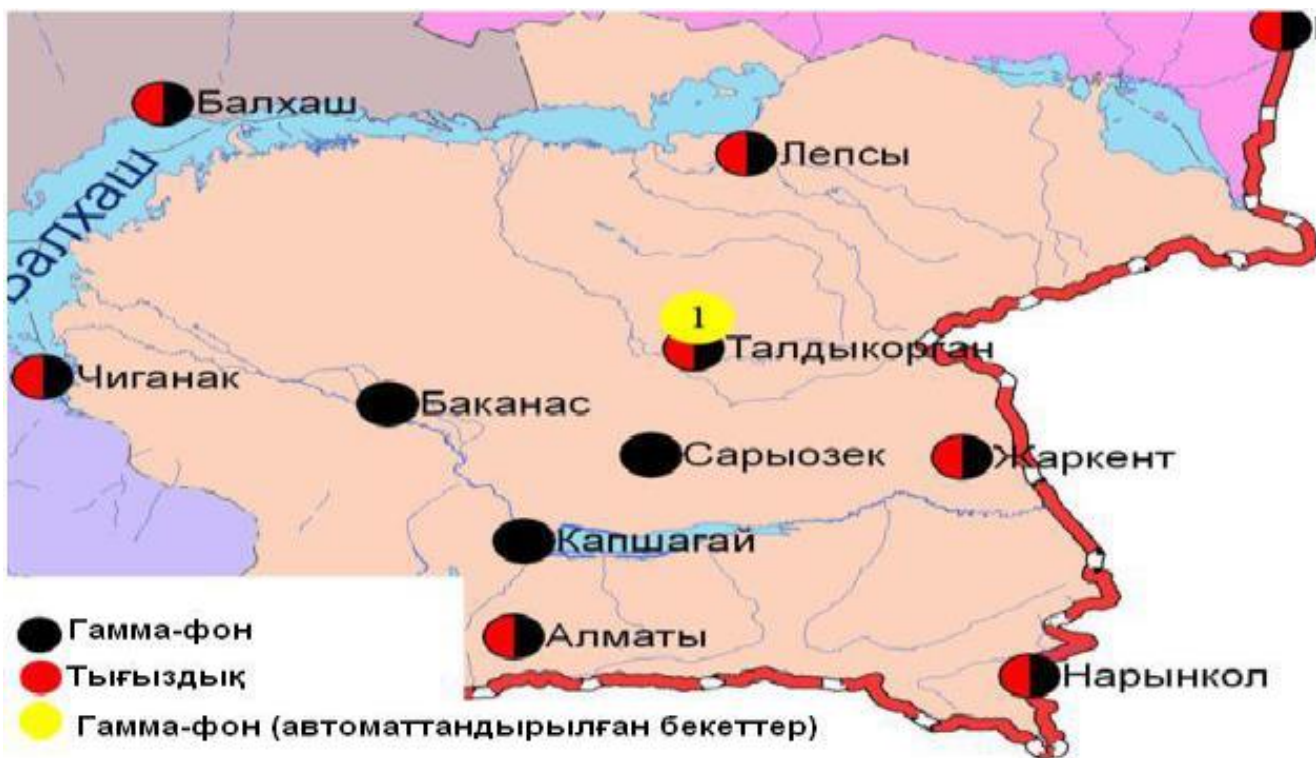 Балхаш
Лепсы
Балхаш
1
Талдыкорган
Чиганак
Баканас
Сарыозек
Жаркент
Капшагай
Алматы
Нарынкол
Гамма-фон
Тығыздық
Гамма-фон (автоматтандырылған бекеттер)